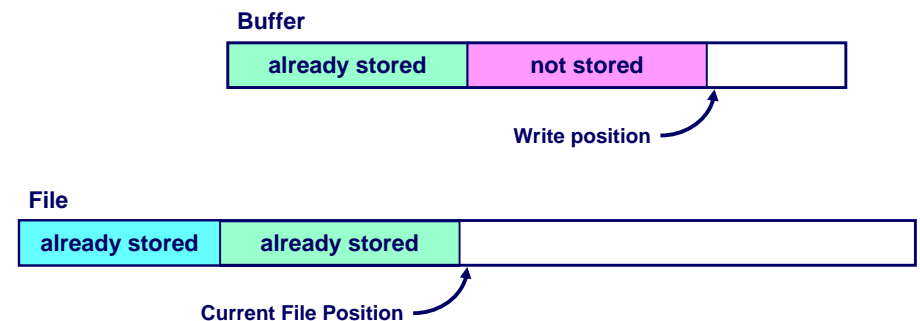 Buffer
already stored not stored
Write position
File
already stored already stored
Current File Position